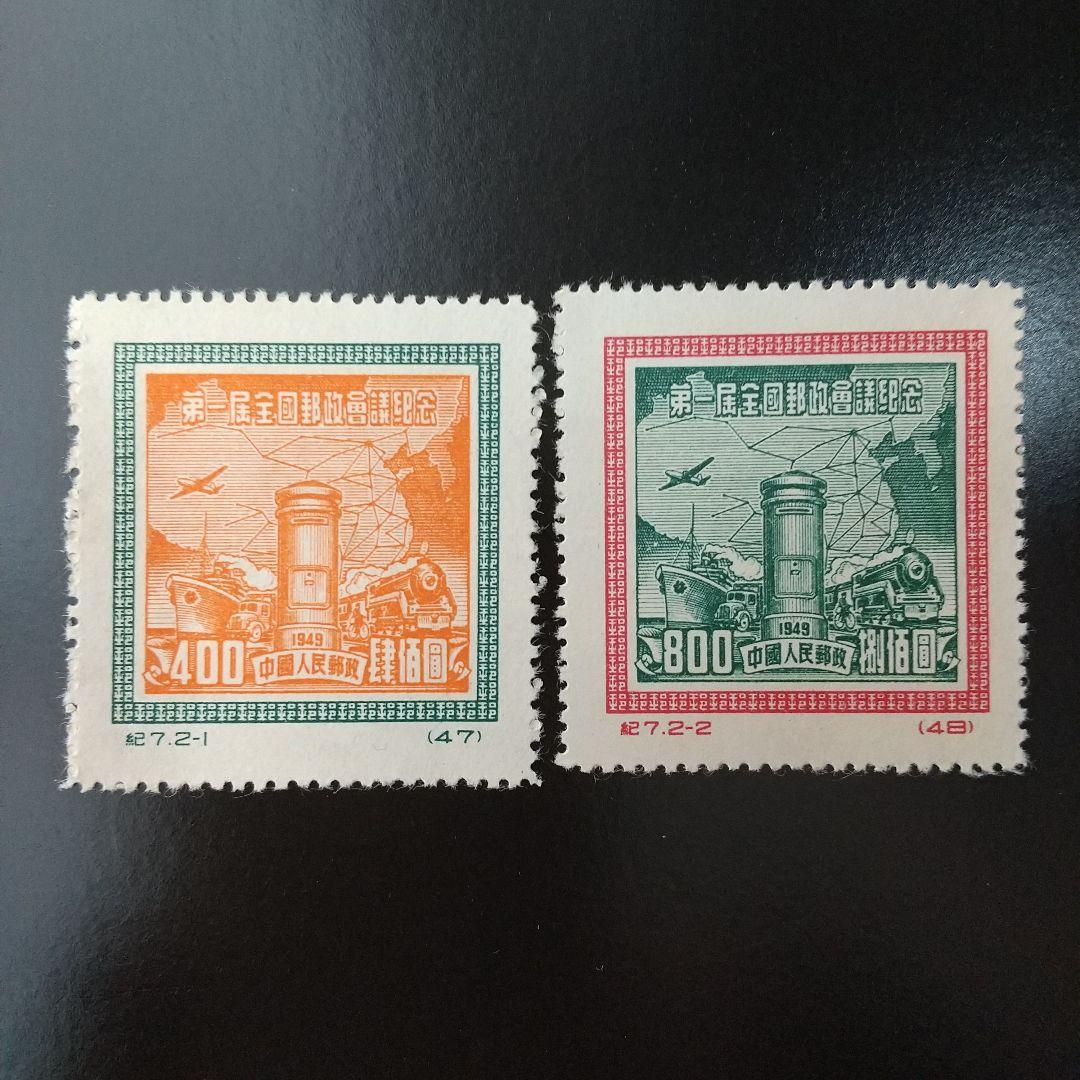 第一届全國郵政會議紀念
1949
400 中國人民郵政 肆佰圓
紀7.2-1 (47)
第一届全國郵政會議紀念
1949
800 中國人民郵政 捌佰圓
紀7.2-2 (48)